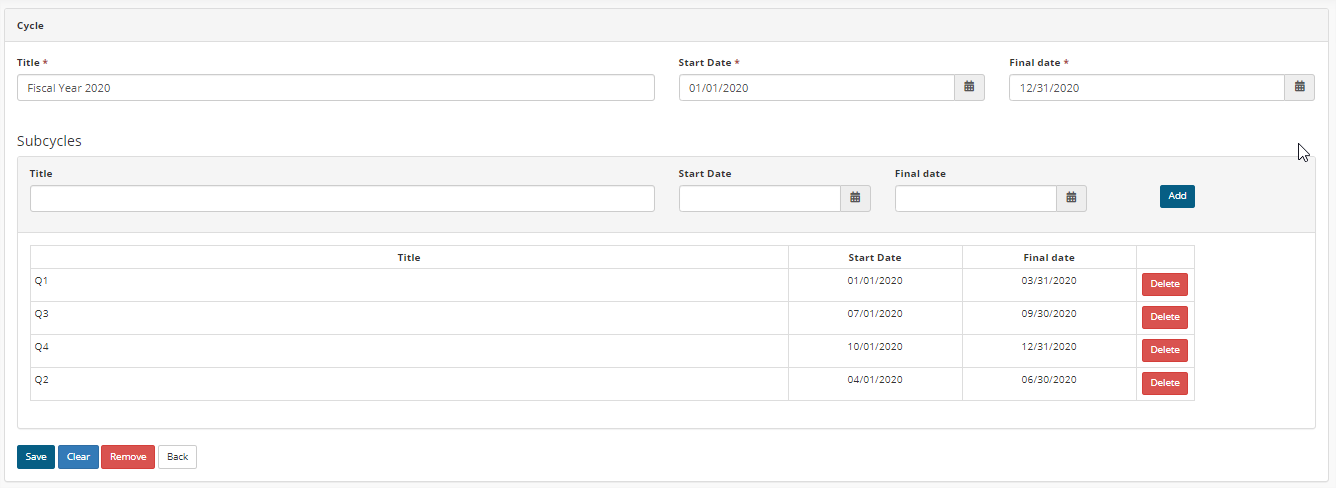 Cycle
Title * Start Date * Final date *
Fiscal Year 2020 01/01/2020 12/31/2020
Subcycles
Title Start Date Final date
Add
Title Start Date Final date
Q1 01/01/2020 03/31/2020 Delete
Q3 07/01/2020 09/30/2020 Delete
Q4 10/01/2020 12/31/2020 Delete
Q2 04/01/2020 06/30/2020 Delete
Save Clear Remove Back